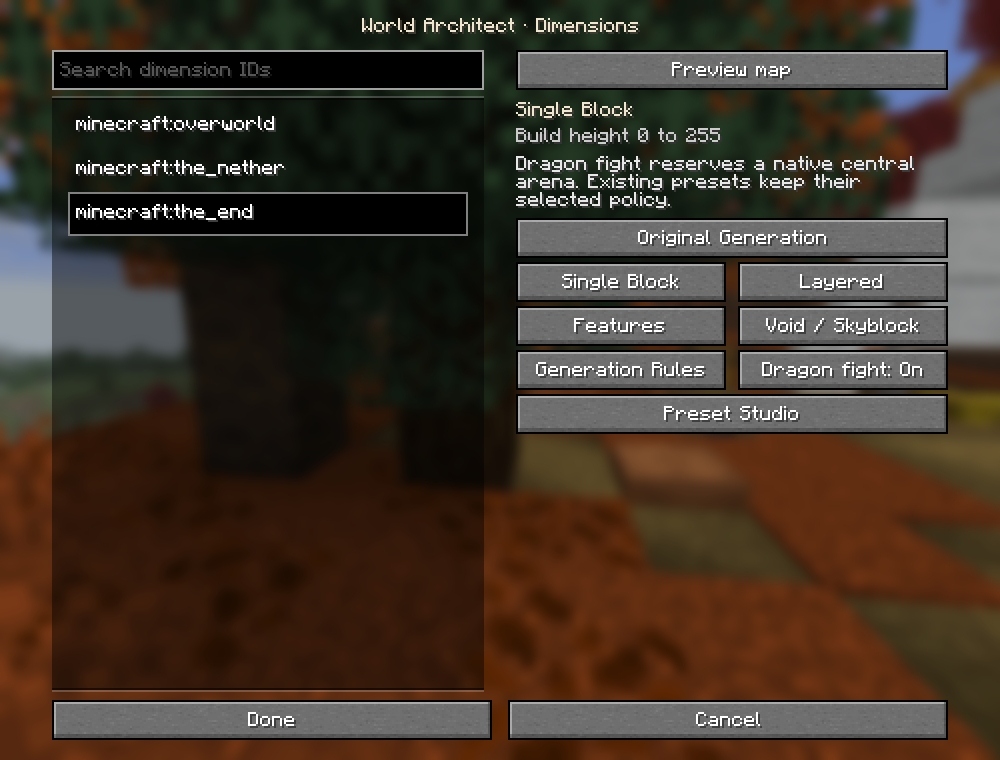 World Architect · Dimensions
Search dimension IDs
Preview map
minecraft:overworld
minecraft:the_nether
minecraft:the_end
Single Block
Build height 0 to 255
Dragon fight reserves a native central
arena. Existing presets keep their
selected policy.
Original Generation
Single Block
Layered
Features
Void / Skyblock
Generation Rules
Dragon fight: On
Preset Studio
Done
Cancel